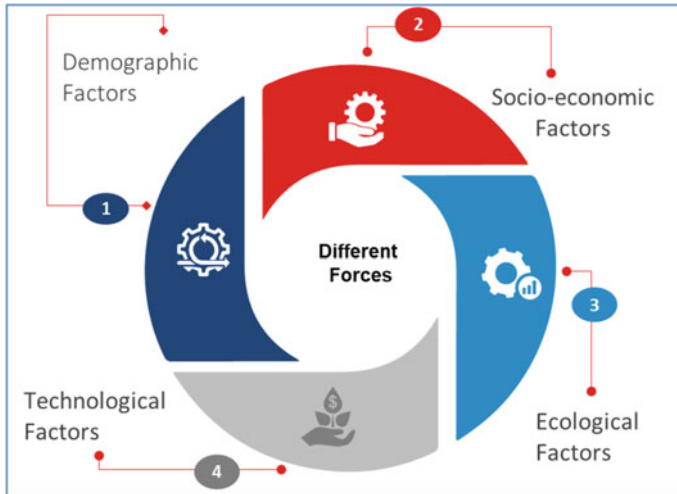 Demographic
Factors
1
2
Socio-economic
Factors
Different
Forces
3
Ecological
Factors
Technological
Factors
4
$